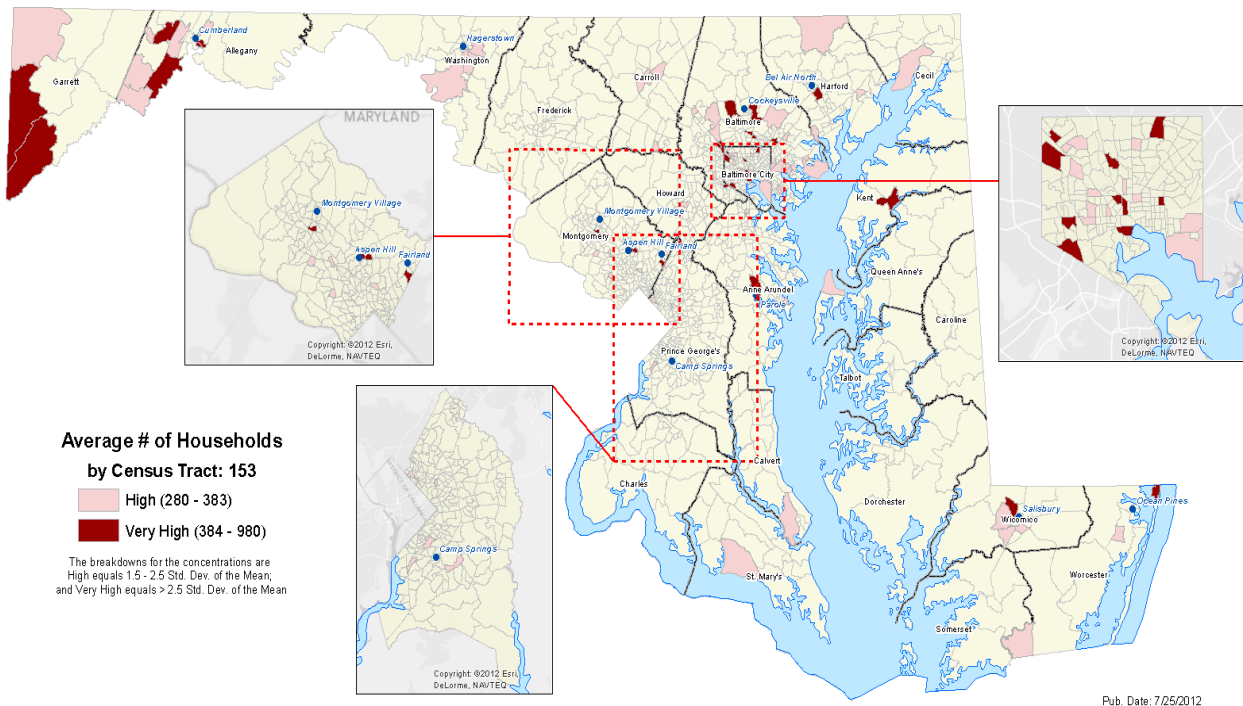 Cumberland
Allegany
Garrett
Hagerstown
Washington
Frederick
Carroll
Bel Air North
Harford
Cecil
Cockeysville
Baltimore
Baltimore City
Howard
Kent
Montgomery Village
Montgomery
Aspen Hill
Fairland
Queen Anne's
Anne Arundel
Parole
Caroline
Prince George's
Camp Springs
Talbot
Calvert
Charles
Dorchester
St. Mary's
Salisbury
Wicomico
Ocean Pines
Worcester
Somerset
MARYLAND
Montgomery Village
Aspen Hill
Fairland
Copyright: ©2012 Esri,
DeLorme, NAVTEQ
Copyright: ©2012 Esri,
DeLorme, NAVTEQ
Camp Springs
Copyright: ©2012 Esri,
DeLorme, NAVTEQ
Average # of Households
by Census Tract: 153
High (280 - 383)
Very High (384 - 980)
The breakdowns for the concentrations are
High equals 1.5 - 2.5 Std. Dev. of the Mean;
and Very High equals > 2.5 Std. Dev. of the Mean
Pub. Date: 7/25/2012